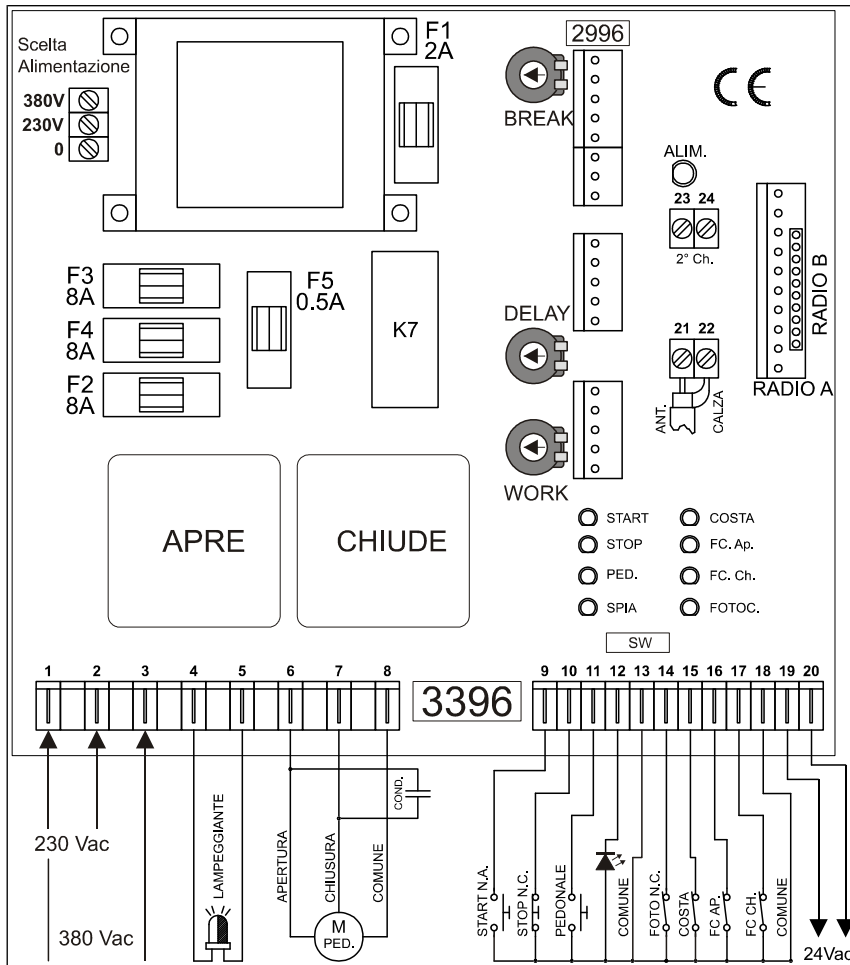 Scelta
Alimentazione
380V
230V
0
F1
2A
2996
BREAK
CE
ALIM.
23 24
2° Ch.
F3
8A
F4
8A
F2
8A
F5
0.5A
K7
DELAY
21 22
ANT.
CALZA
RADIO B
RADIO A
WORK
APRE
CHIUDE
START
COSTA
STOP
FC. Ap.
PED.
FC. Ch.
SPIA
FOTOC.
SW
1 2 3 4 5 6 7 8
3396
9 10 11 12 13 14 15 16 17 18 19 20
230 Vac
380 Vac
LAMPEGGIANTE
APERTURA
CHIUSURA
COMUNE
COND.
M
PED.
START N.A.
STOP N.C.
PEDONALE
COMUNE
FOTO N.C.
COSTA
FC AP.
FC CH.
COMUNE
24Vac